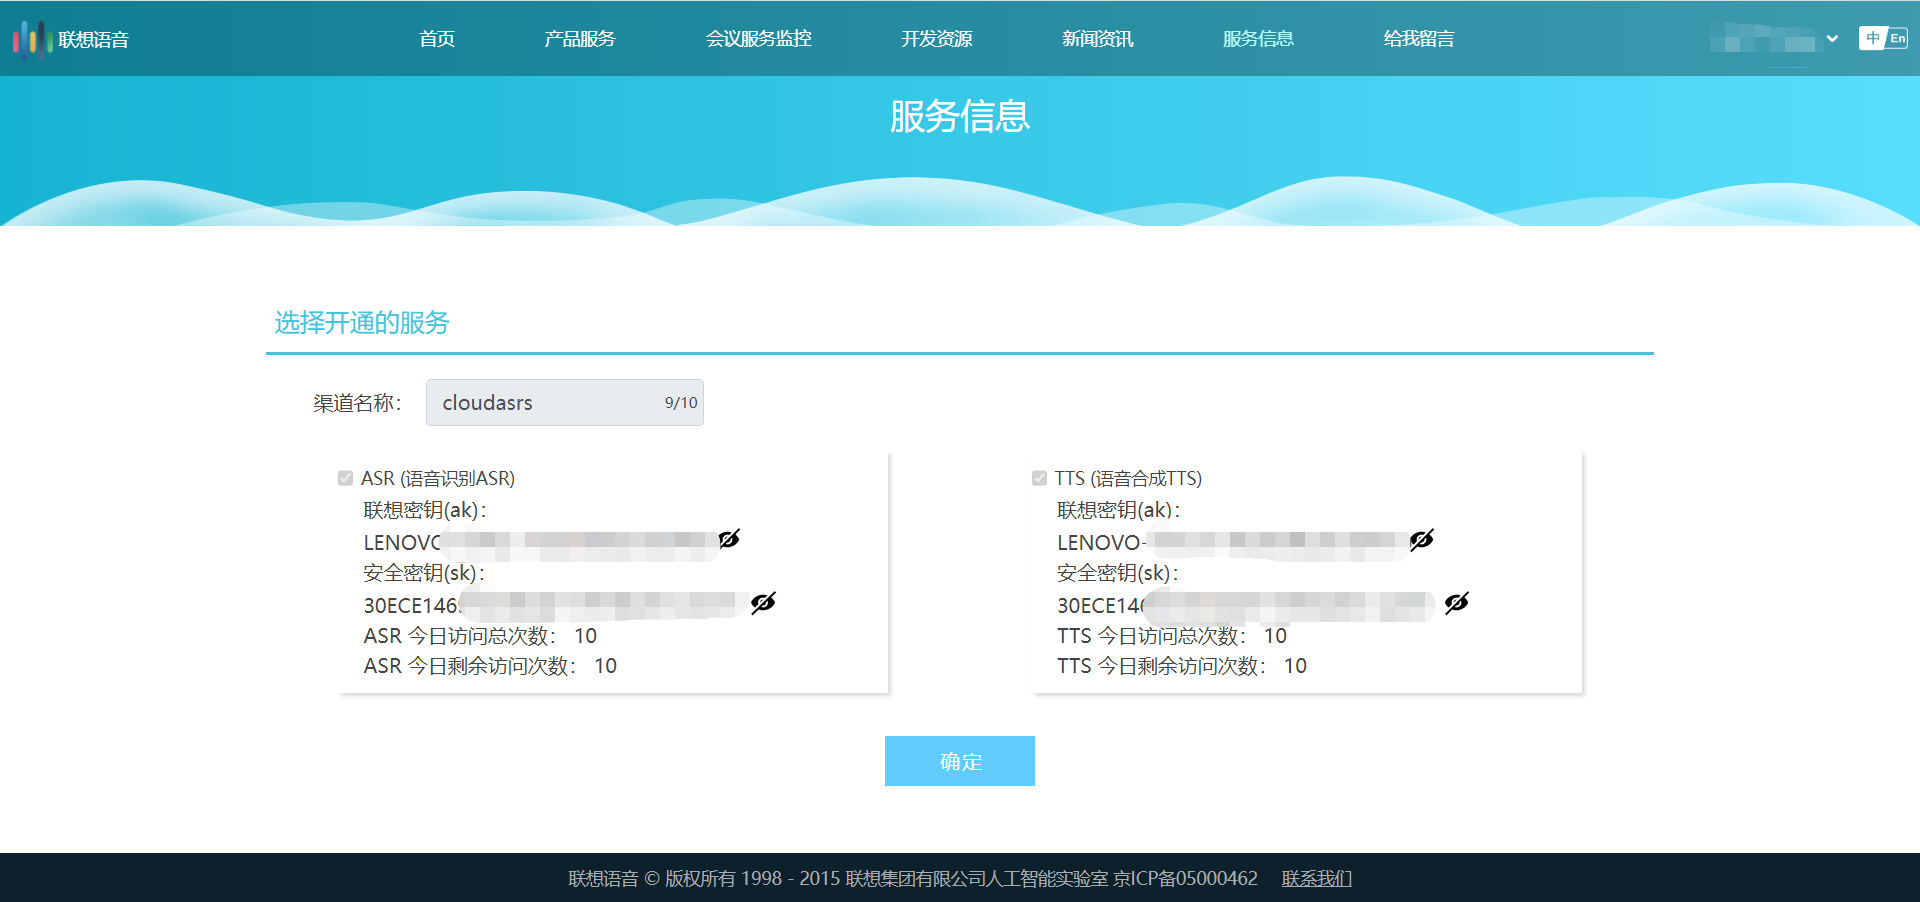 联想语音
首页 产品服务 会议服务监控 开发资源 新闻资讯 服务信息 给我留言
中 En
服务信息
选择开通的服务
渠道名称： cloudasrs 9/10
ASR (语音识别ASR)
联想密钥(ak)：
LENOVO
安全密钥(sk)：
30ECE146
ASR 今日访问总次数： 10
ASR 今日剩余访问次数： 10
TTS (语音合成TTS)
联想密钥(ak)：
LENOVO-
安全密钥(sk)：
30ECE146
TTS 今日访问总次数： 10
TTS 今日剩余访问次数： 10
确定
联想语音 © 版权所有 1998 - 2015 联想集团有限公司人工智能实验室 京ICP备05000462 联系我们